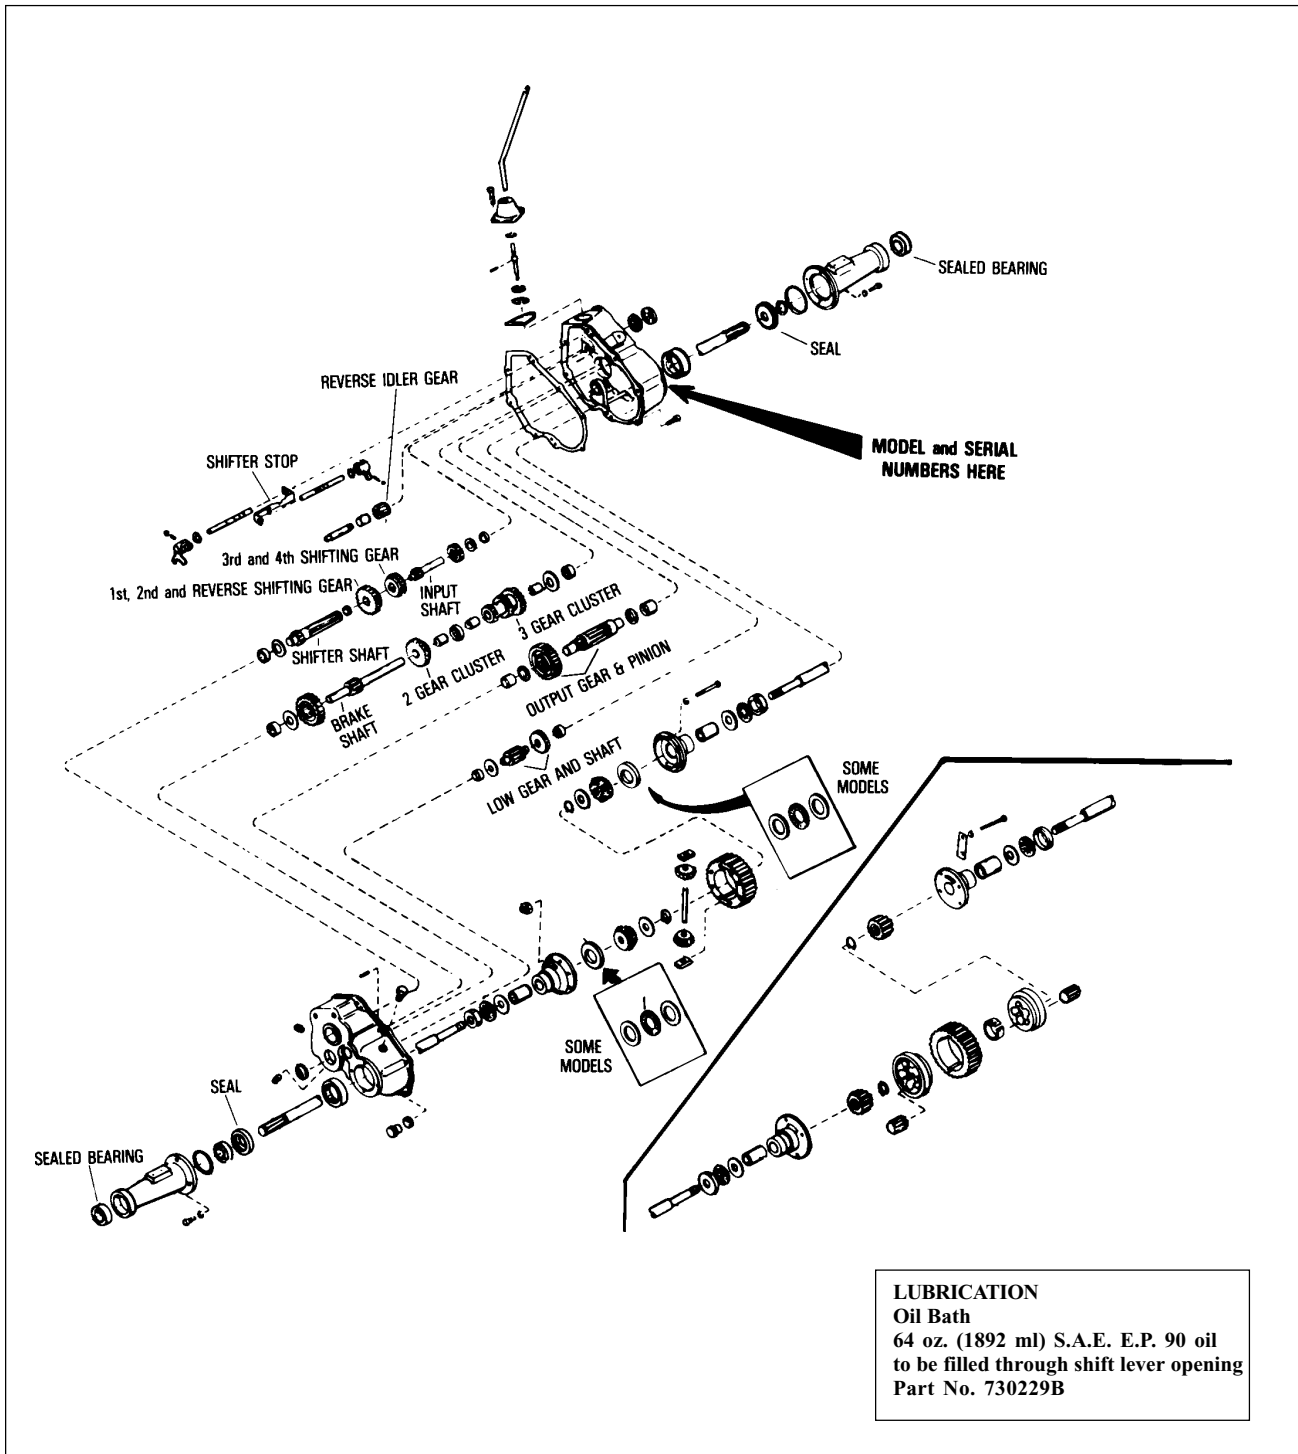 SEALED BEARING
SEAL
REVERSE IDLER GEAR
MODEL and SERIAL
NUMBERS HERE
SHIFTER STOP
3rd and 4th SHIFTING GEAR
1st, 2nd and REVERSE SHIFTING GEAR
INPUT
SHAFT
3 GEAR CLUSTER
SHIFTER SHAFT
2 GEAR CLUSTER
OUTPUT GEAR & PINION
BRAKE
SHAFT
LOW GEAR AND SHAFT
SOME
MODELS
SOME
MODELS
SEAL
SEALED BEARING
LUBRICATION
Oil Bath
64 oz. (1892 ml) S.A.E. E.P. 90 oil
to be filled through shift lever opening
Part No. 730229B